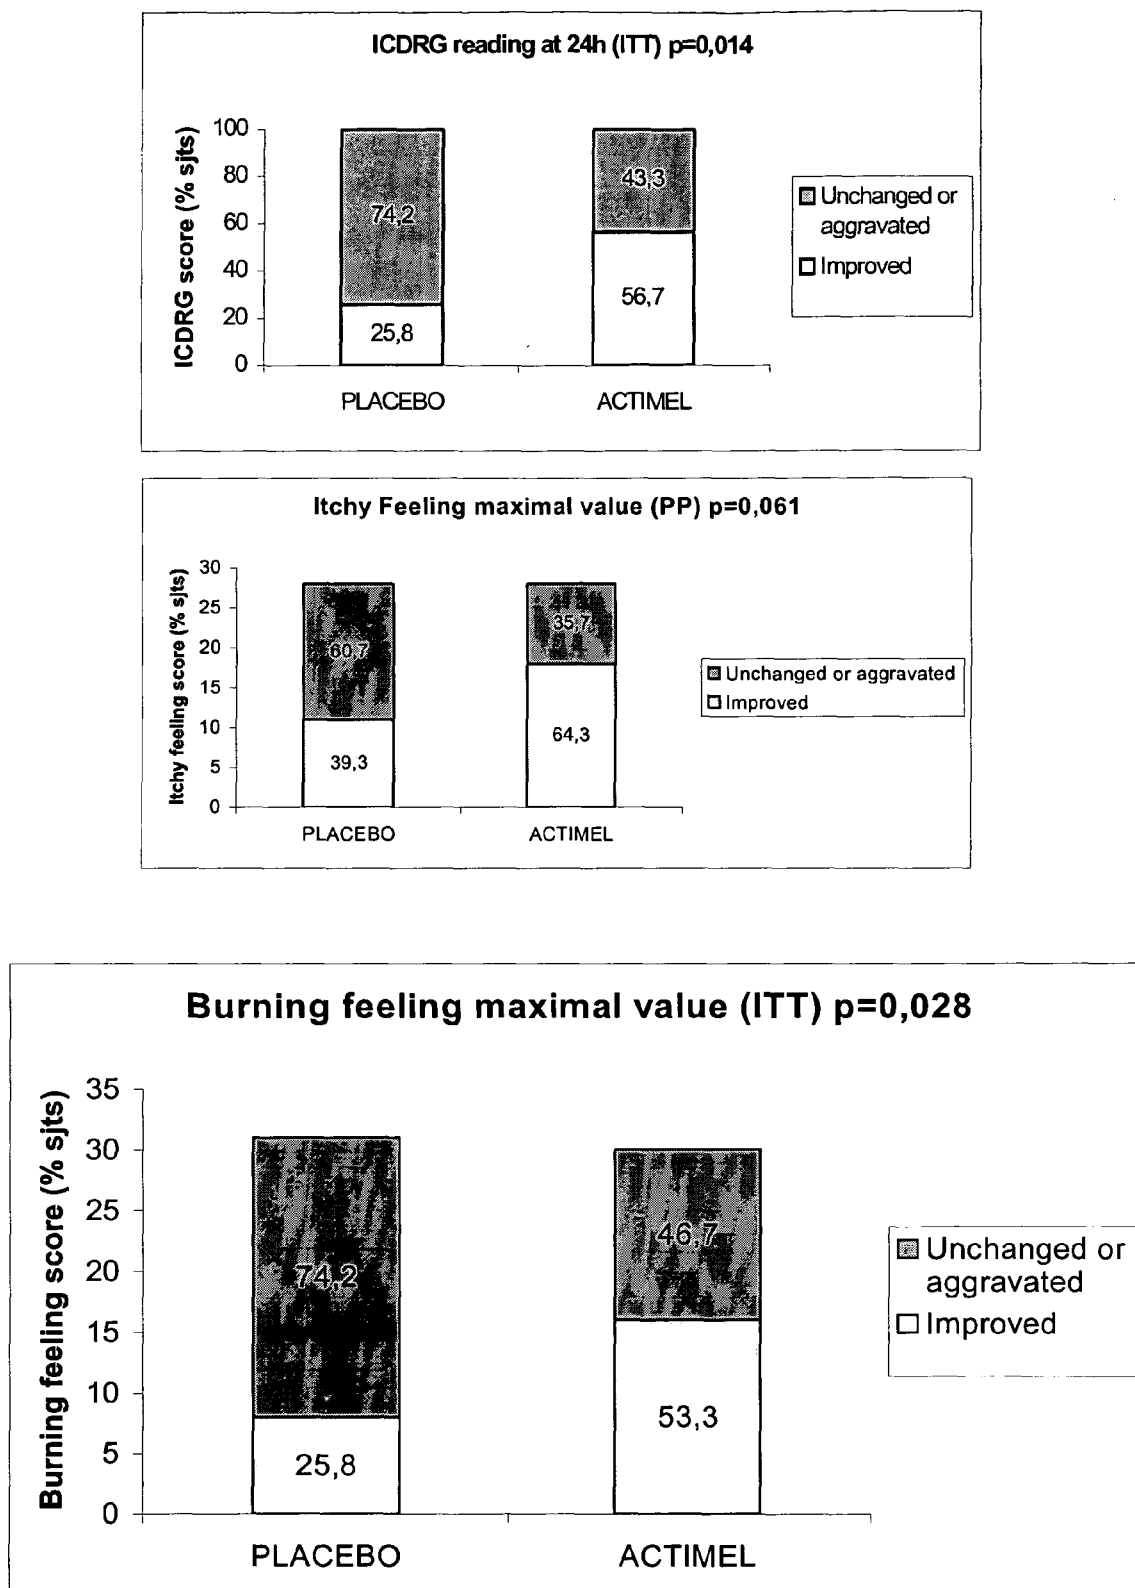 ICDRG reading at 24h (ITT) p=0,014
ICDRG score (% sjts)
100
80
60
40
20
0
74,2
25,8
43,3
56,7
PLACEBO
ACTIMEL
Unchanged or
aggravated
Improved
Itchy Feeling maximal value (PP) p=0,061
Itchy feeling score (% sjts)
30
25
20
15
10
5
0
60,7
39,3
35,7
64,3
PLACEBO
ACTIMEL
Unchanged or aggravated
Improved
Burning feeling maximal value (ITT) p=0,028
Burning feeling score (% sjts)
35
30
25
20
15
10
5
0
74,2
25,8
46,7
53,3
PLACEBO
ACTIMEL
Unchanged or
aggravated
Improved